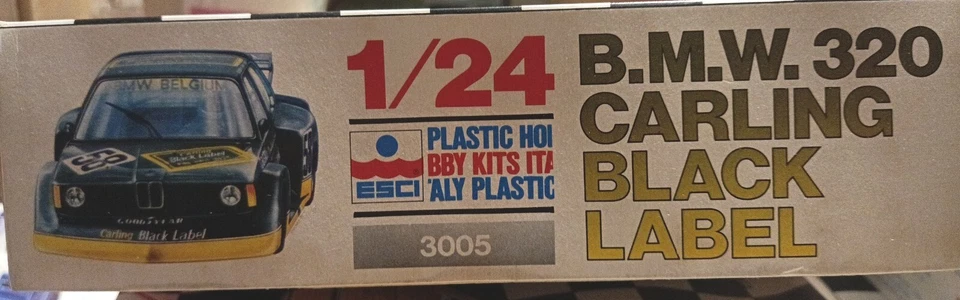 MW BELGIUM
Black Label
GOODYEAR
Carling Black Label
1/24
ESCI
PLASTIC HOB
BBY KITS ITA
'ALY PLASTIC
3005
B.M.W. 320
CARLING
BLACK
LABEL